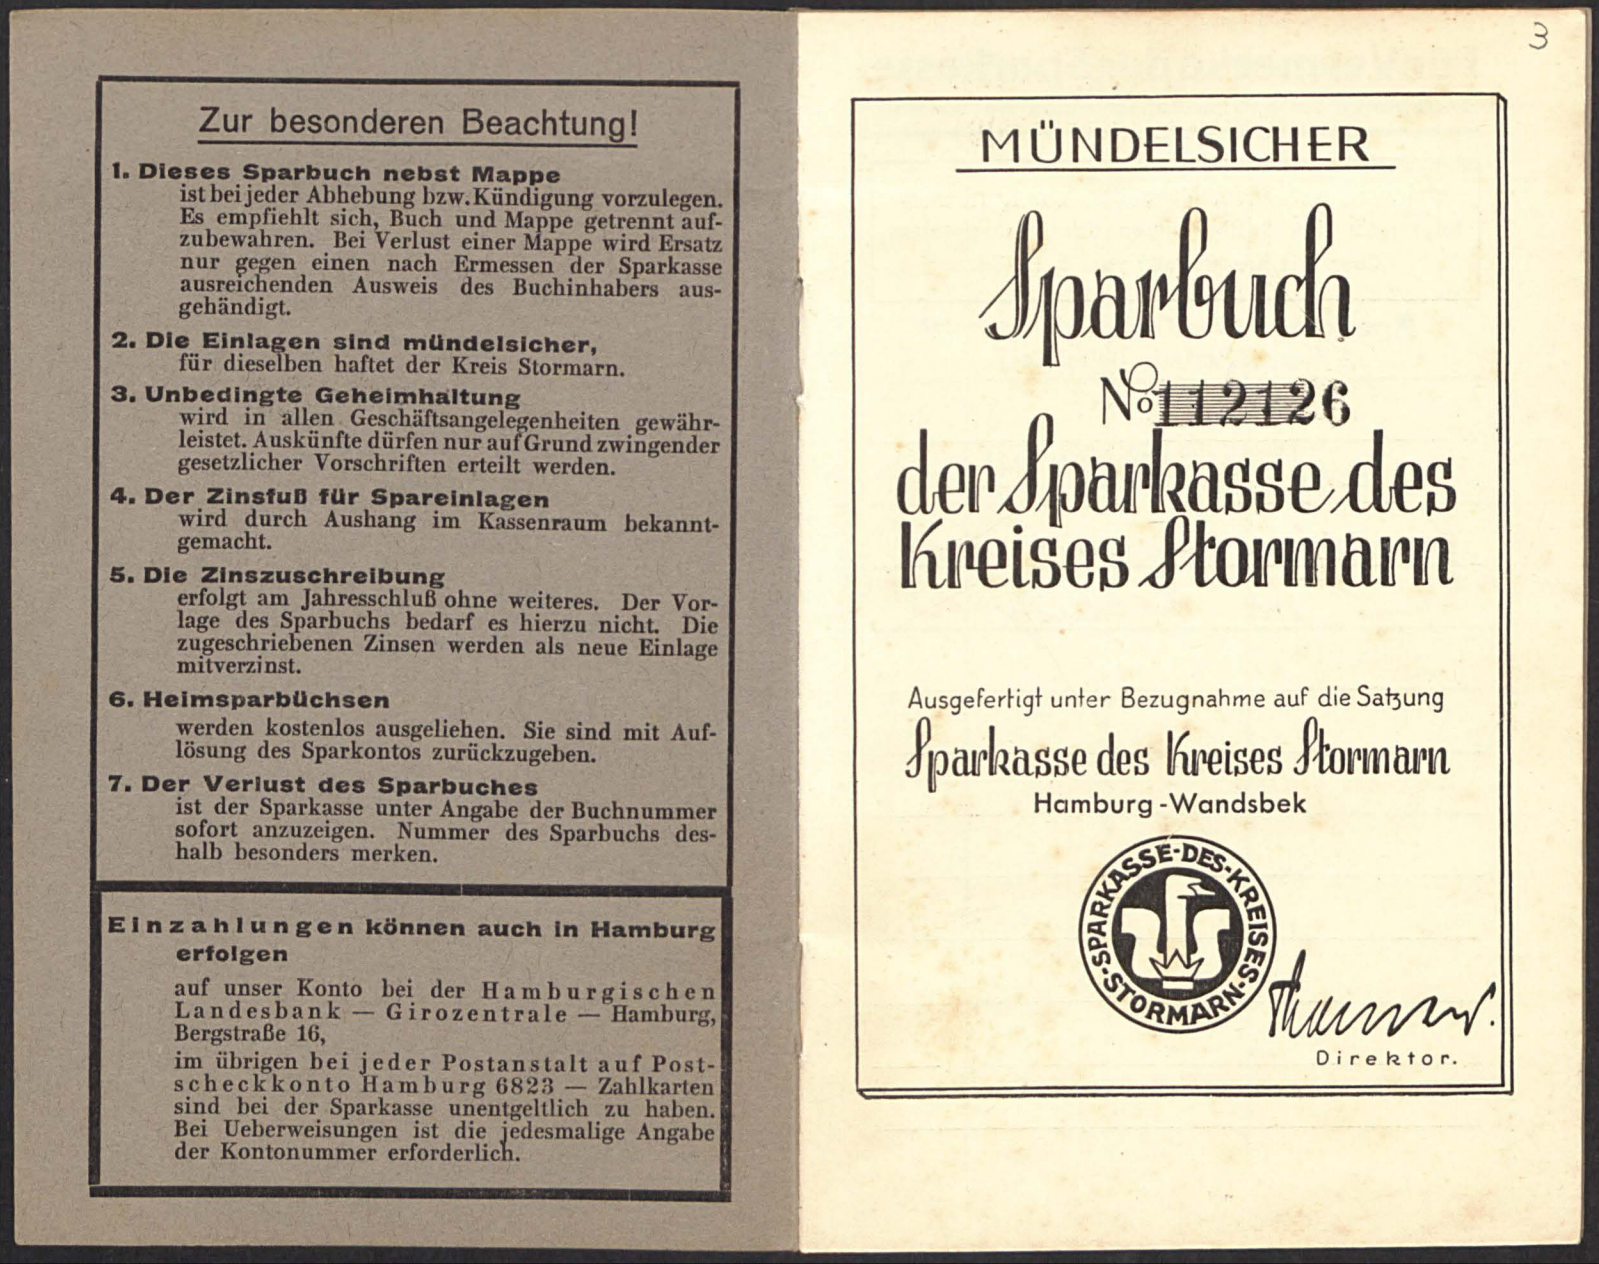 Zur besonderen Beachtung!
1. Dieses Sparbuch nebst Mappe
ist bei jeder Abhebung bzw. Kündigung vorzulegen.
Es empfiehlt sich, Buch und Mappe getrennt auf-
zubewahren. Bei Verlust einer Mappe wird Ersatz
nur gegen einen nach Ermessen der Sparkasse
ausreichenden Ausweis des Buchinhabers aus-
gehändigt.
2. Die Einlagen sind mündelsicher,
für dieselben haftet der Kreis Stormarn.
3. Unbedingte Geheimhaltung
wird in allen Geschäftsangelegenheiten gewähr-
leistet. Auskünfte dürfen nur auf Grund zwingender
gesetzlicher Vorschriften erteilt werden.
4. Der Zinsfuß für Spareinlagen
wird durch Aushang im Kassenraum bekannt-
gemacht.
5. Die Zinszuschreibung
erfolgt am Jahresschluß ohne weiteres. Der Vor-
lage des Sparbuchs bedarf es hierzu nicht. Die
zugeschriebenen Zinsen werden als neue Einlage
mitverzinst.
6. Heimsparbüchsen
werden kostenlos ausgeliehen. Sie sind mit Auf-
lösung des Sparkontos zurückzugeben.
7. Der Verlust des Sparbuches
ist der Sparkasse unter Angabe der Buchnummer
sofort anzuzeigen. Nummer des Sparbuchs des-
halb besonders merken.
Einzahlungen können auch in Hamburg
erfolgen
auf unser Konto bei der Hamburgischen
Landesbank — Girozentrale — Hamburg,
Bergstraße 16,
im übrigen bei jeder Postanstalt auf Post-
scheckkonto Hamburg 6823 — Zahlkarten
sind bei der Sparkasse unentgeltlich zu haben.
Bei Ueberweisungen ist die jedesmalige Angabe
der Kontonummer erforderlich.
3
MÜNDELSICHER
Sparbuch
No 112126
der Sparkasse des
Kreises Stormarn
Ausgefertigt unter Bezugnahme auf die Satzung
Sparkasse des Kreises Stormarn
Hamburg-Wandsbek
SPARKASSE·DES·KREISES·STORMARN·
Direktor.